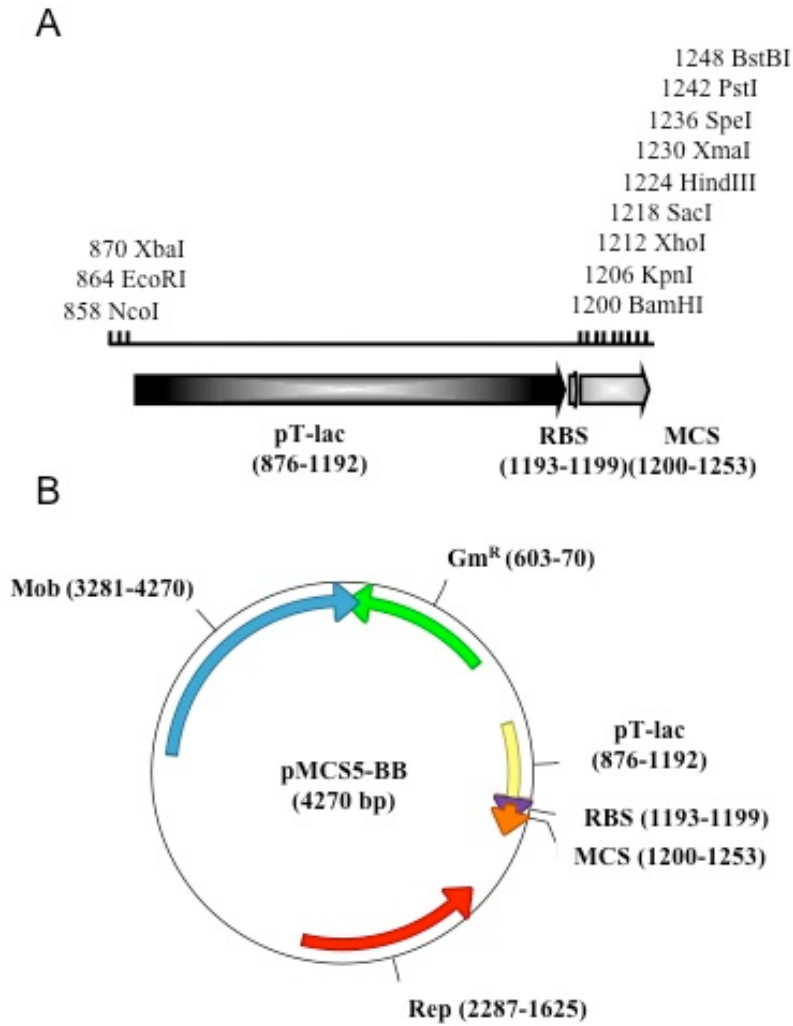 A
1248 BstBI
1242 PstI
1236 SpeI
1230 XmaI
1224 HindIII
1218 SacI
1212 XhoI
1206 KpnI
1200 BamHI
870 XbaI
864 EcoRI
858 NcoI
pT-lac
(876-1192)
RBS
(1193-1199)
MCS
(1200-1253)
B
Mob (3281-4270)
Gmᴿ (603-70)
pT-lac
(876-1192)
pMCS5-BB
(4270 bp)
RBS (1193-1199)
MCS (1200-1253)
Rep (2287-1625)